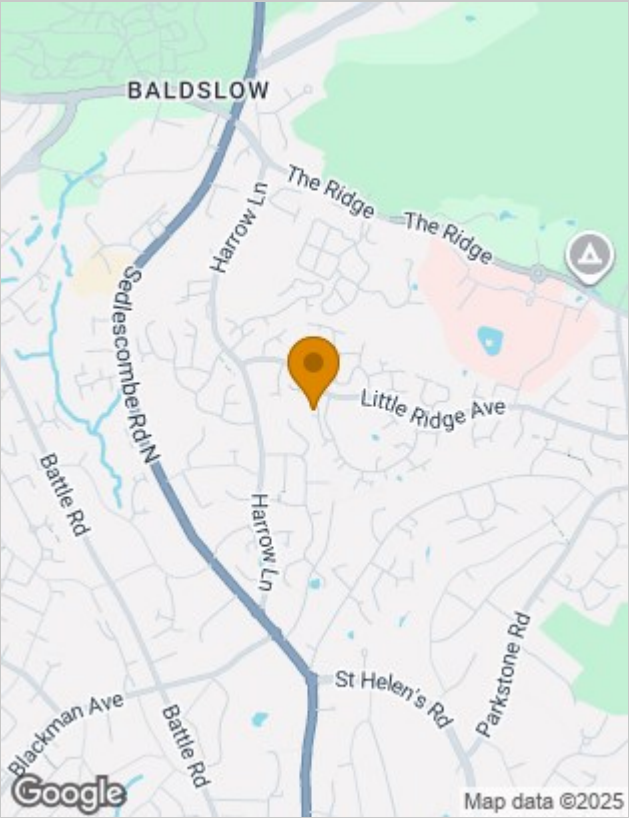 BALDSLOW
The Ridge
The Ridge
Harrow Ln
Sedlescombe Rd N
Little Ridge Ave
Battle Rd
Harrow Ln
St Helen's Rd
Parkstone Rd
Blackman Ave
Battle Rd
Google
Map data ©2025